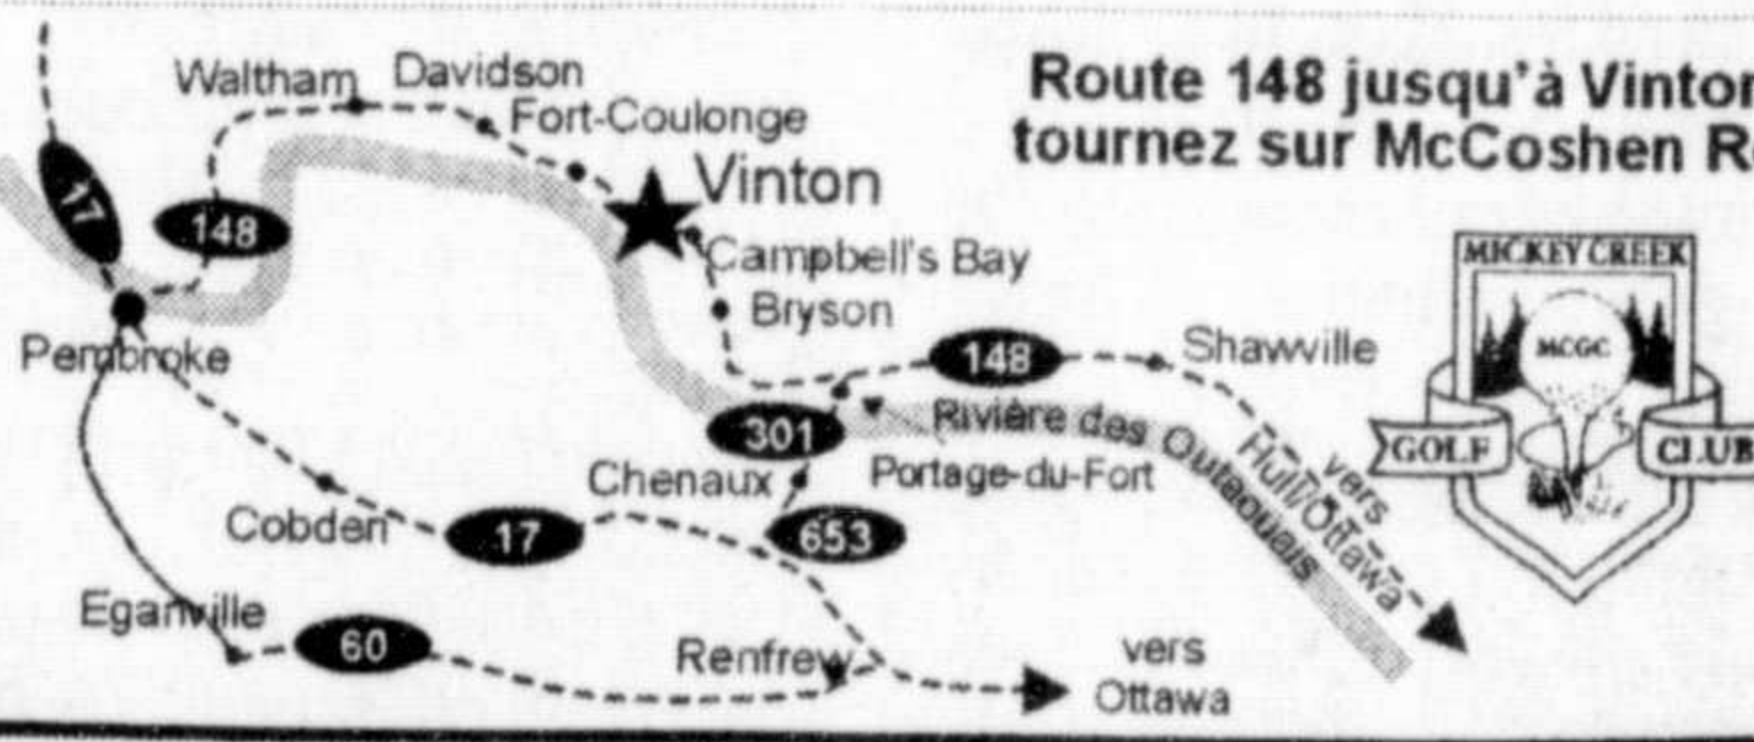 Route 148 jusqu'à Vinton
tournez sur McCoshen
Waltham
Davidson
Fort-Coulonge
Vinton
Campbell's Bay
Bryson
17
148
Pembroke
148
Shawville
MICKEY CREEK
MCGC
GOLF CLUB
301
Rivière des Outaouais
vers
Hull/Ottawa
Chenaux
Portage-du-Fort
Cobden
17
653
Eganville
60
Renfrew
vers
Ottawa